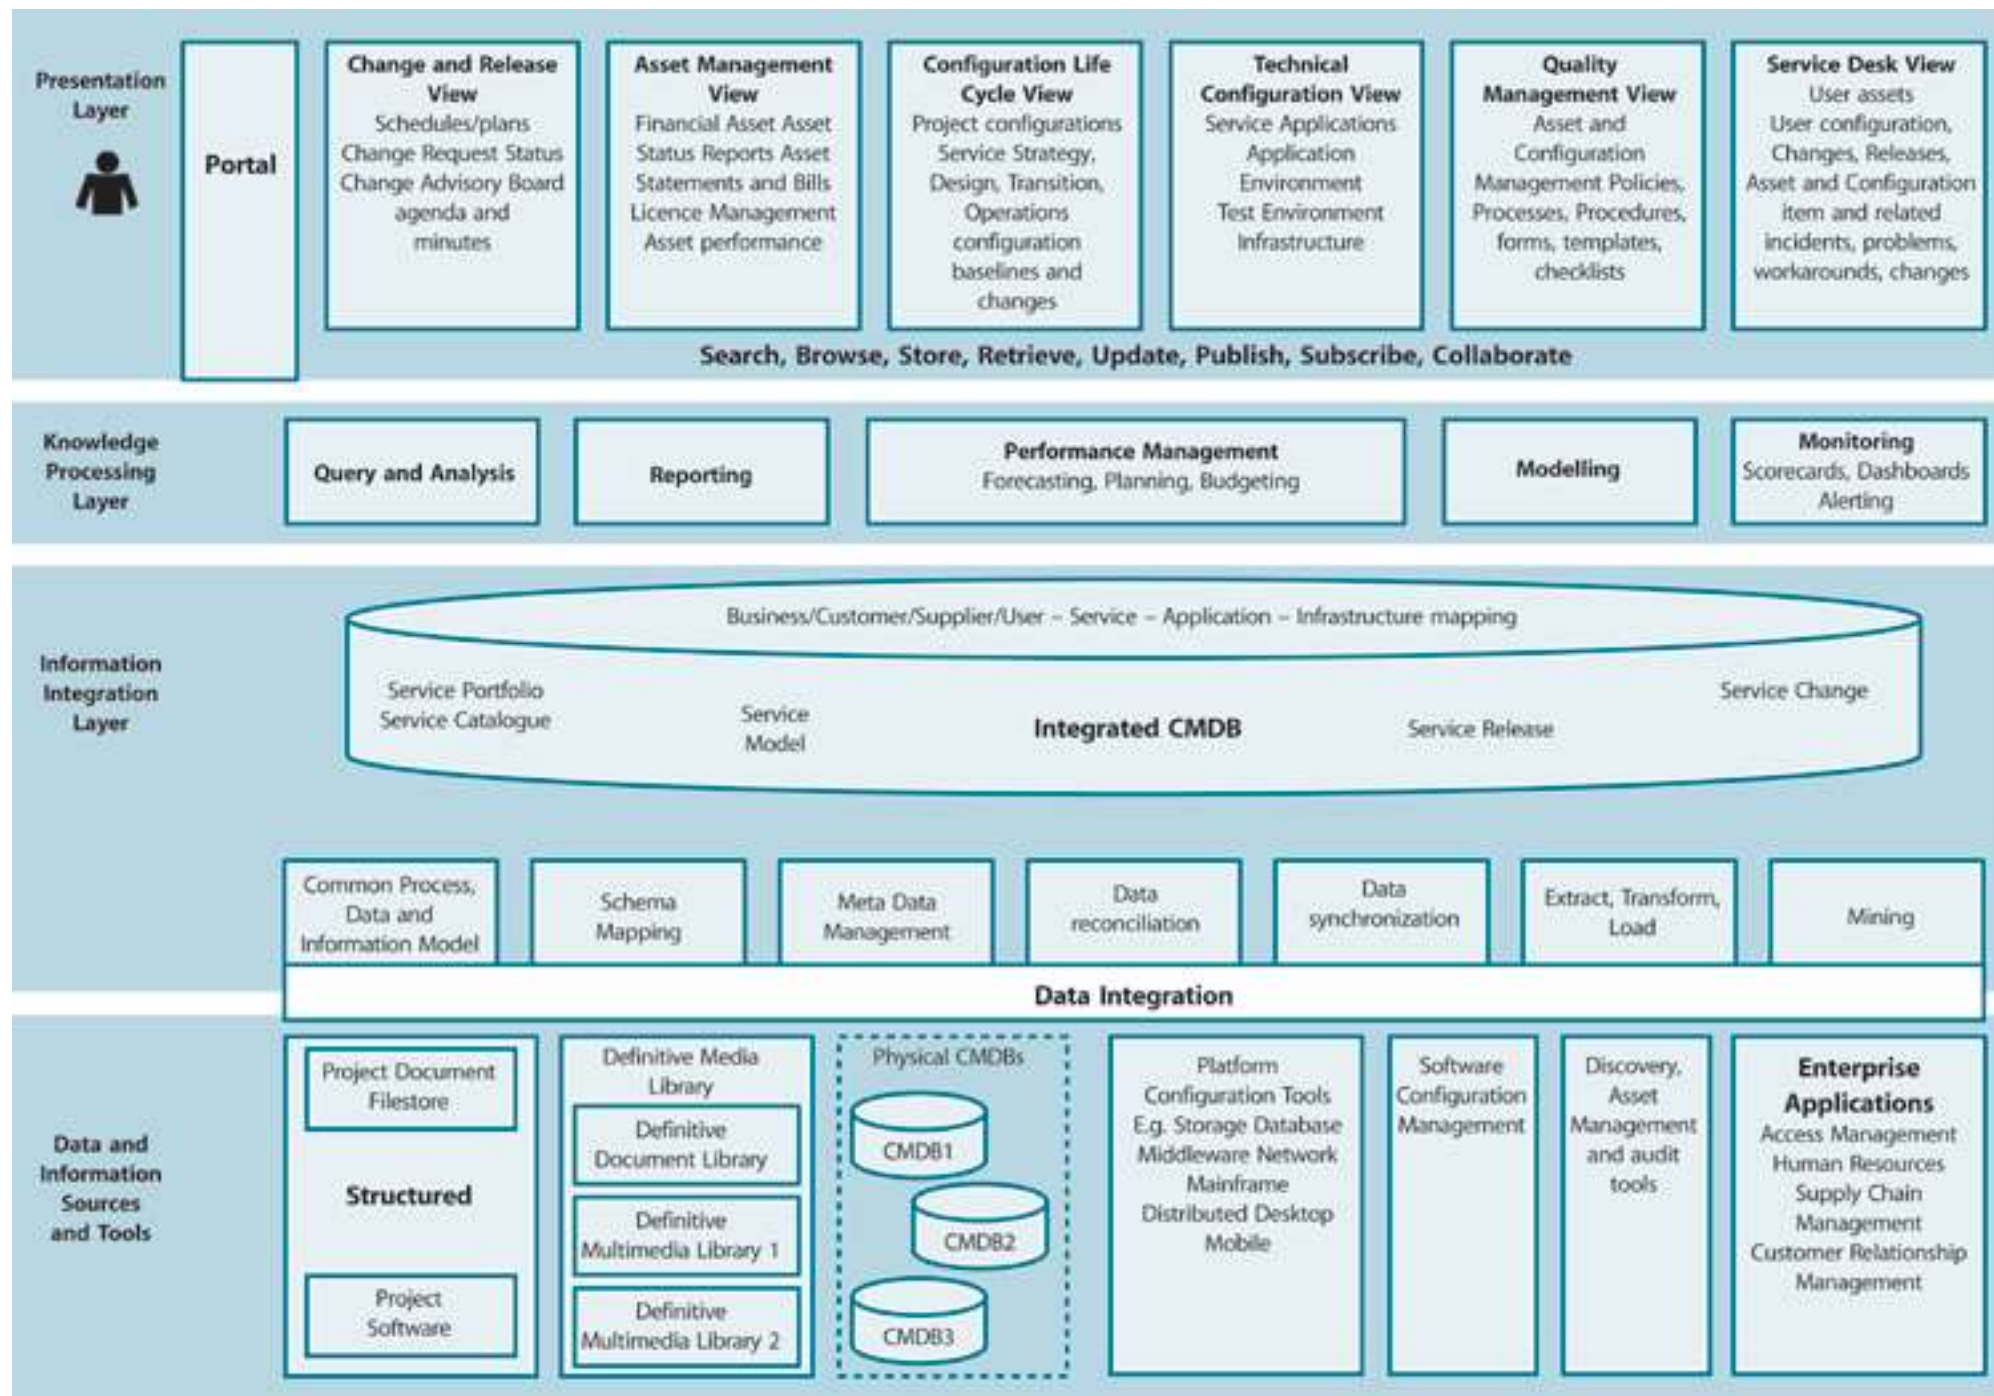 Presentation
Layer
Portal
Change and Release
View
Schedules/plans
Change Request Status
Change Advisory Board
agenda and
minutes
Asset Management
View
Financial Asset Asset
Status Reports Asset
Statements and Bills
Licence Management
Asset performance
Configuration Life
Cycle View
Project configurations
Service Strategy,
Design, Transition,
Operations
configuration
baselines and
changes
Technical
Configuration View
Service Applications
Application
Environment
Test Environment
Infrastructure
Quality
Management View
Asset and
Configuration
Management Policies,
Processes, Procedures,
forms, templates,
checklists
Service Desk View
User assets
User configuration,
Changes, Releases,
Asset and Configuration
item and related
incidents, problems,
workarounds, changes
Search, Browse, Store, Retrieve, Update, Publish, Subscribe, Collaborate
Knowledge
Processing
Layer
Query and Analysis
Reporting
Performance Management
Forecasting, Planning, Budgeting
Modelling
Monitoring
Scorecards, Dashboards
Alerting
Information
Integration
Layer
Business/Customer/Supplier/User – Service – Application – Infrastructure mapping
Service Portfolio
Service Catalogue
Service
Model
Integrated CMDB
Service Release
Service Change
Common Process,
Data and
Information Model
Schema
Mapping
Meta Data
Management
Data
reconciliation
Data
synchronization
Extract, Transform,
Load
Mining
Data Integration
Data and
Information
Sources
and Tools
Project Document
Filestore
Structured
Project
Software
Definitive Media
Library
Definitive
Document Library
Definitive
Multimedia Library 1
Definitive
Multimedia Library 2
Physical CMDBs
CMDB1
CMDB2
CMDB3
Platform
Configuration Tools
E.g. Storage Database
Middleware Network
Mainframe
Distributed Desktop
Mobile
Software
Configuration
Management
Discovery,
Asset
Management
and audit
tools
Enterprise
Applications
Access Management
Human Resources
Supply Chain
Management
Customer Relationship
Management